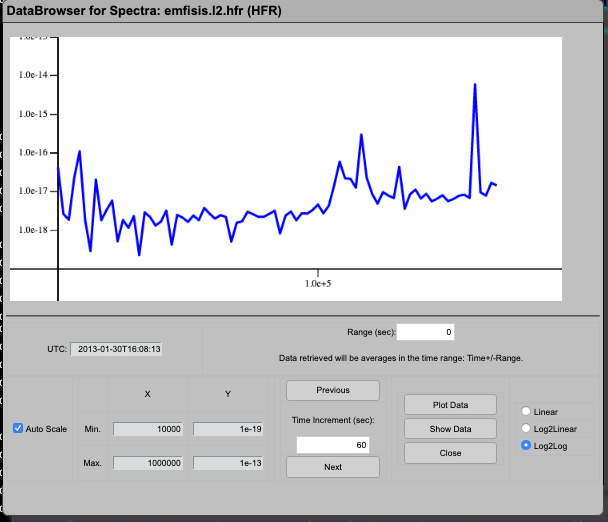 DataBrowser for Spectra: emfisis.l2.hfr (HFR)
1.0e-13
1.0e-14
1.0e-15
1.0e-16
1.0e-17
1.0e-18
1.0e+5
Range (sec): 0
UTC: 2013-01-30T16:08:13
Data retrieved will be averages in the time range: Time+/-Range.
X Y
Auto Scale
Min. 10000 1e-19
Max. 1000000 1e-13
Previous
Time Increment (sec):
60
Next
Plot Data
Show Data
Close
Linear
Log2Linear
Log2Log